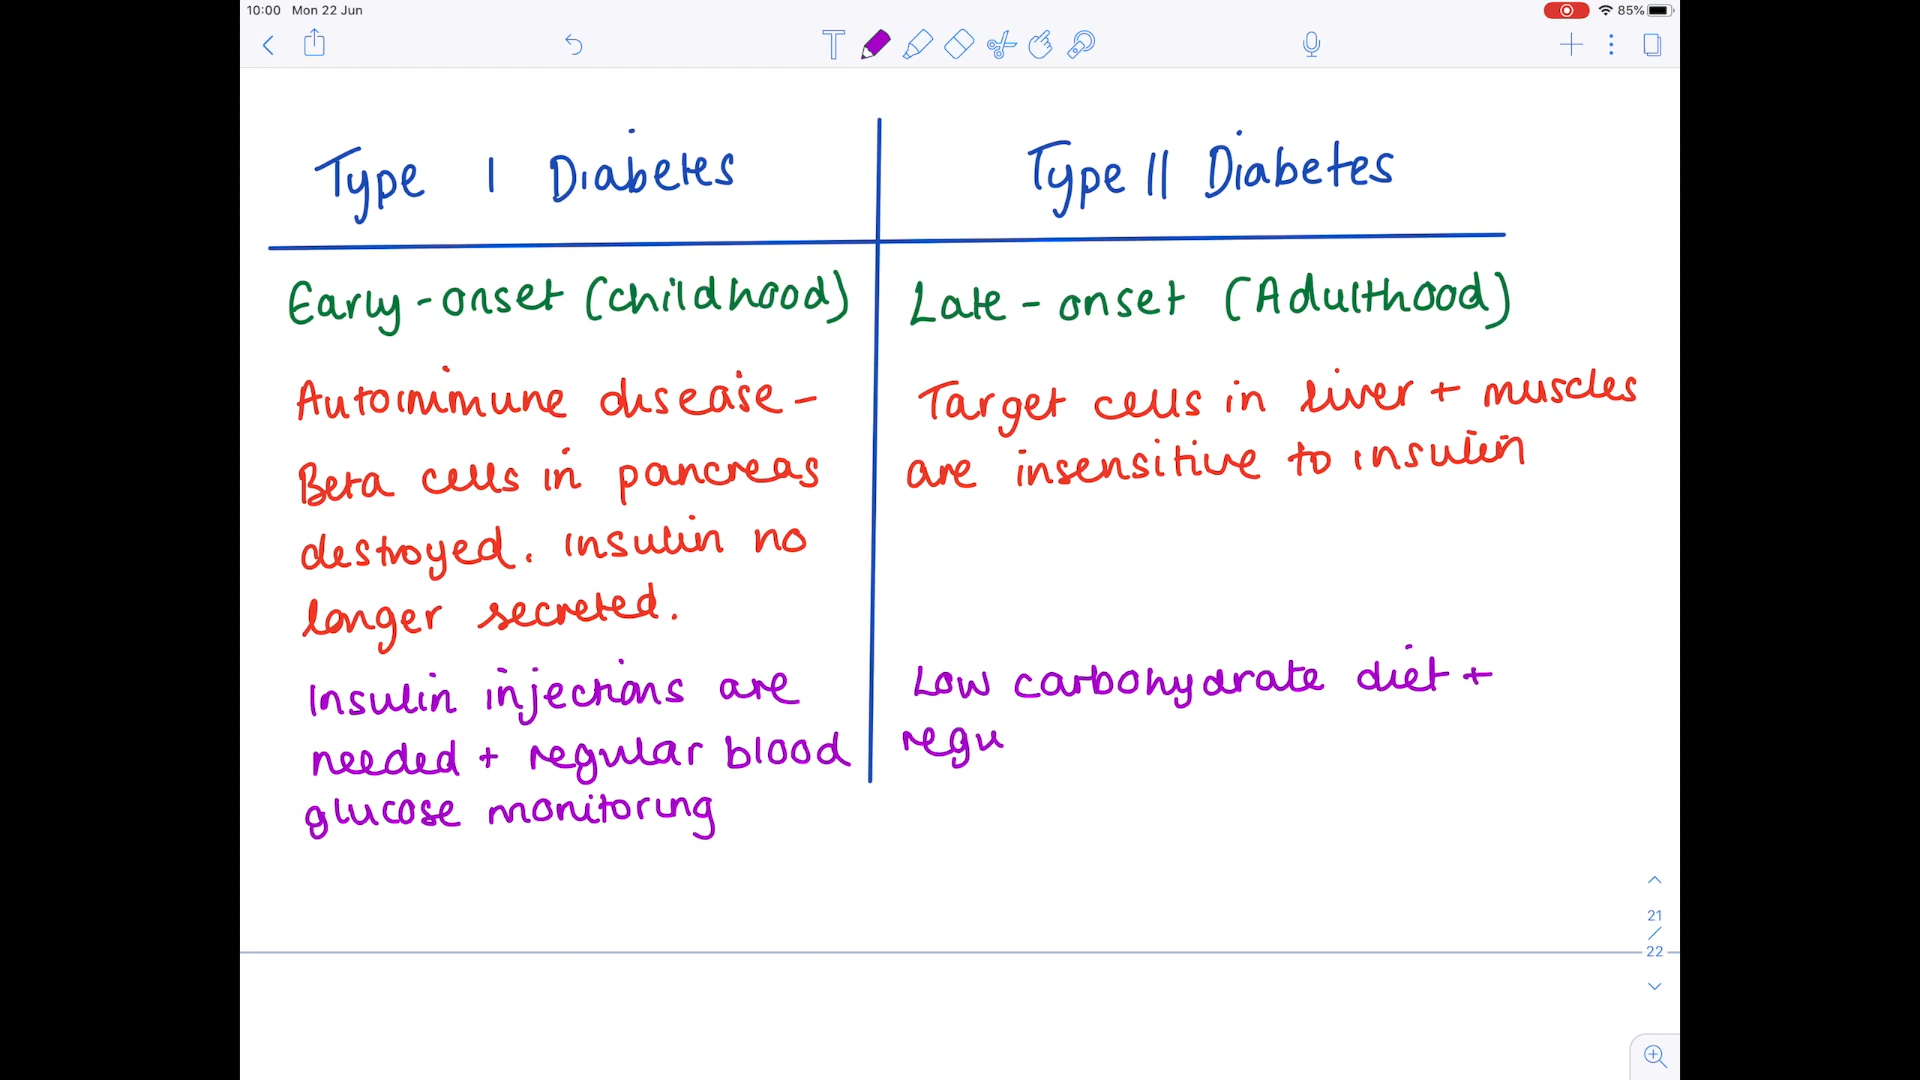 10:00 Mon 22 Jun
85%
T
Type I Diabetes
Type II Diabetes
Early-onset (childhood)
Late-onset (Adulthood)
Autoimmune disease -
Beta cells in pancreas
destroyed. Insulin no
longer secreted.
Target cells in liver + muscles
are insensitive to insulin
Insulin injections are
needed + regular blood
glucose monitoring
Low carbohydrate diet +
regu
21
/
22